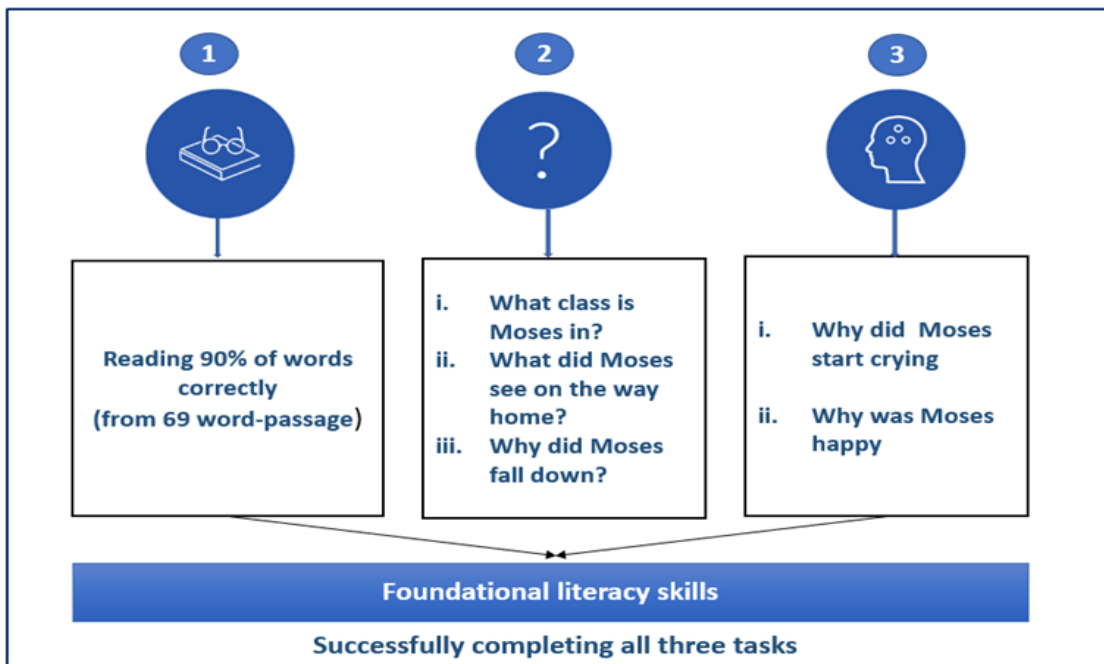 1
Reading 90% of words
correctly
(from 69 word-passage)
2
?
i. What class is
Moses in?
ii. What did Moses
see on the way
home?
iii. Why did Moses
fall down?
3
i. Why did Moses
start crying
ii. Why was Moses
happy
Foundational literacy skills
Successfully completing all three tasks